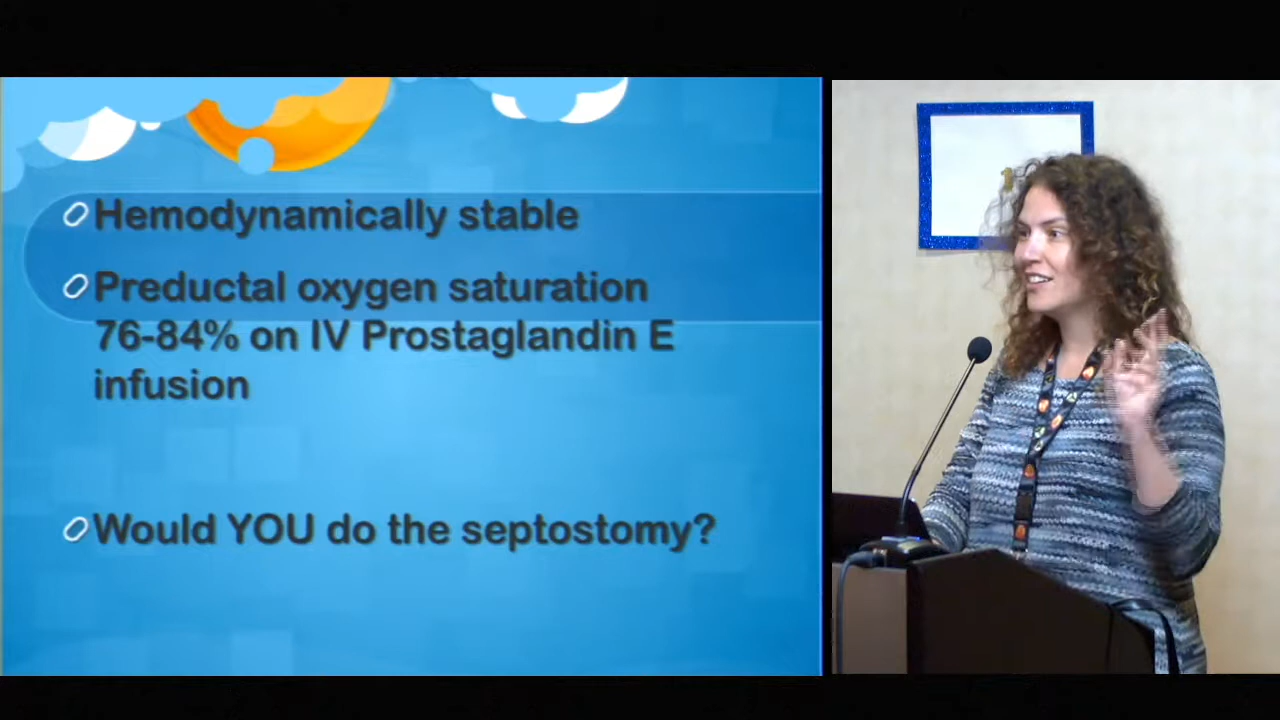 Hemodynamically stable
Preductal oxygen saturation
76-84% on IV Prostaglandin E
infusion
Would YOU do the septostomy?